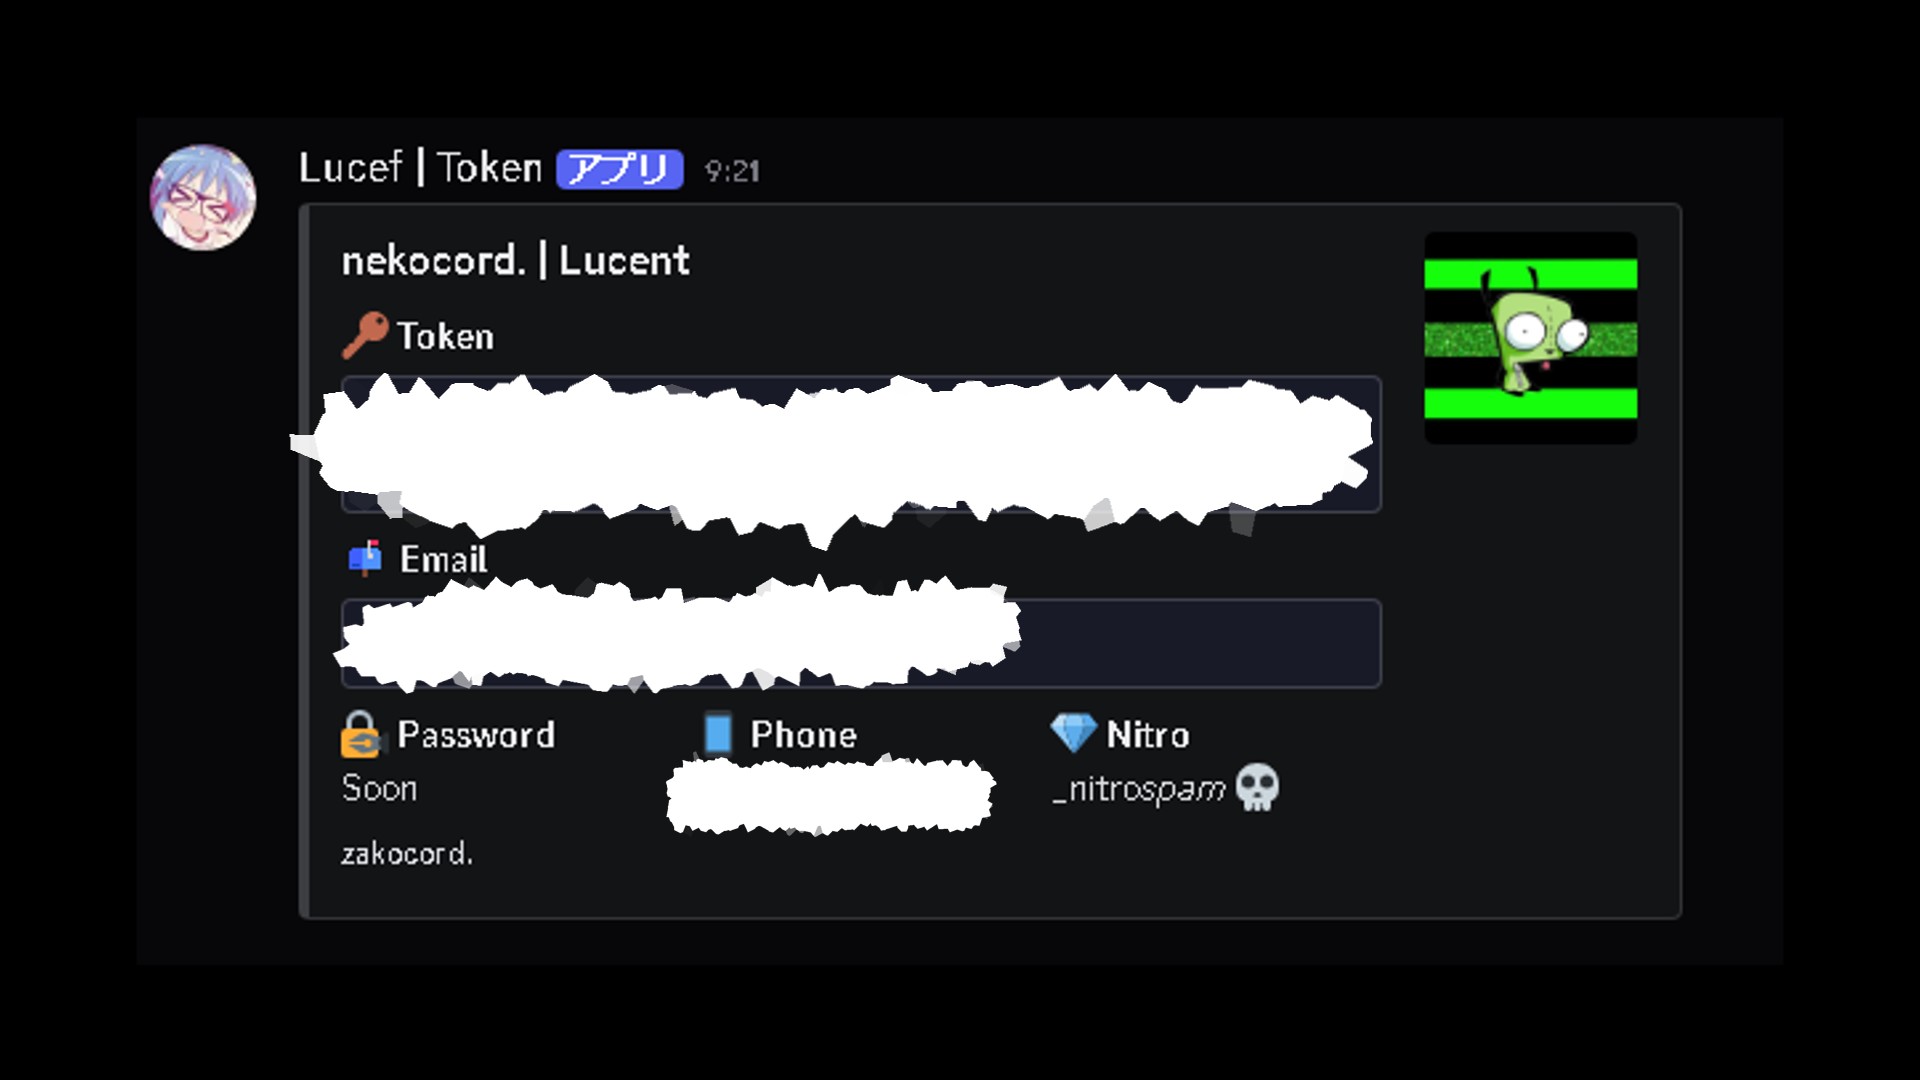 Lucef | Token アプリ 9:21
nekocord. | Lucent
Token
Email
Password Phone Nitro
Soon _nitrospam
zakocord.